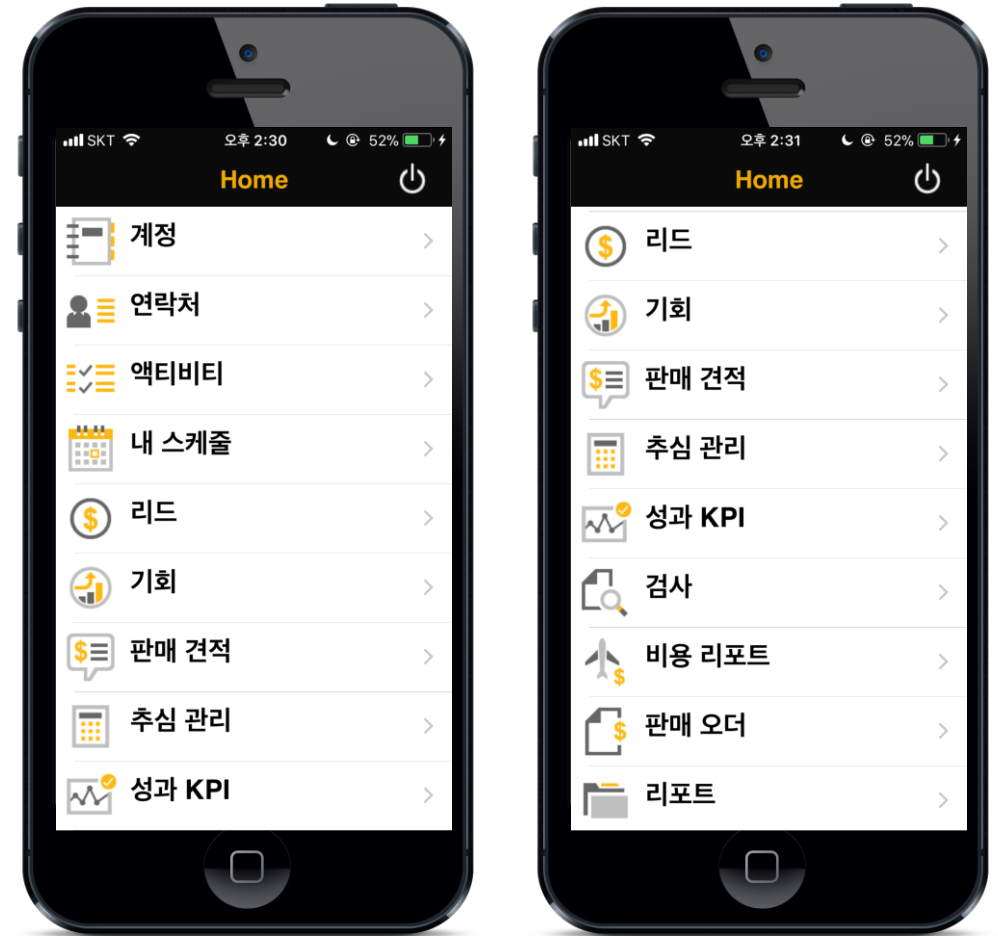 SKT 오후 2:30 52%
Home
계정
연락처
액티비티
내 스케줄
리드
기회
판매 견적
추심 관리
성과 KPI
SKT 오후 2:31 52%
Home
리드
기회
판매 견적
추심 관리
성과 KPI
검사
비용 리포트
판매 오더
리포트